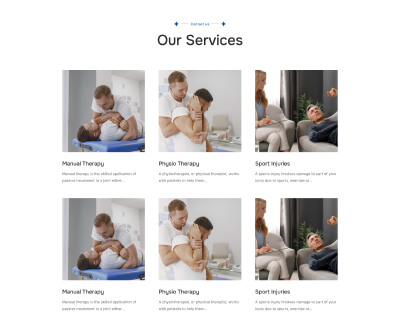 Contact us
Our Services
Manual Therapy
Physio Therapy
Sport Injuries
Manual therapy is the skilled application of
passive movement to a joint either...
A physiotherapist, or physical therapist, works
with patients to help them...
A sports injury involves damage to part of your
body due to sports, exercise or...
Manual Therapy
Physio Therapy
Sport Injuries
Manual therapy is the skilled application of
passive movement to a joint either...
A physiotherapist, or physical therapist, works
with patients to help them...
A sports injury involves damage to part of your
body due to sports, exercise or...